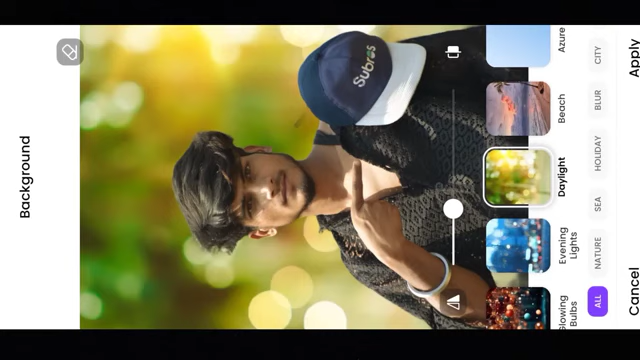 Background
Subros
Glowing Bulbs
Evening Lights
Daylight
Beach
Azure
ALL NATURE SEA HOLIDAY BLUR CITY
Cancel Apply